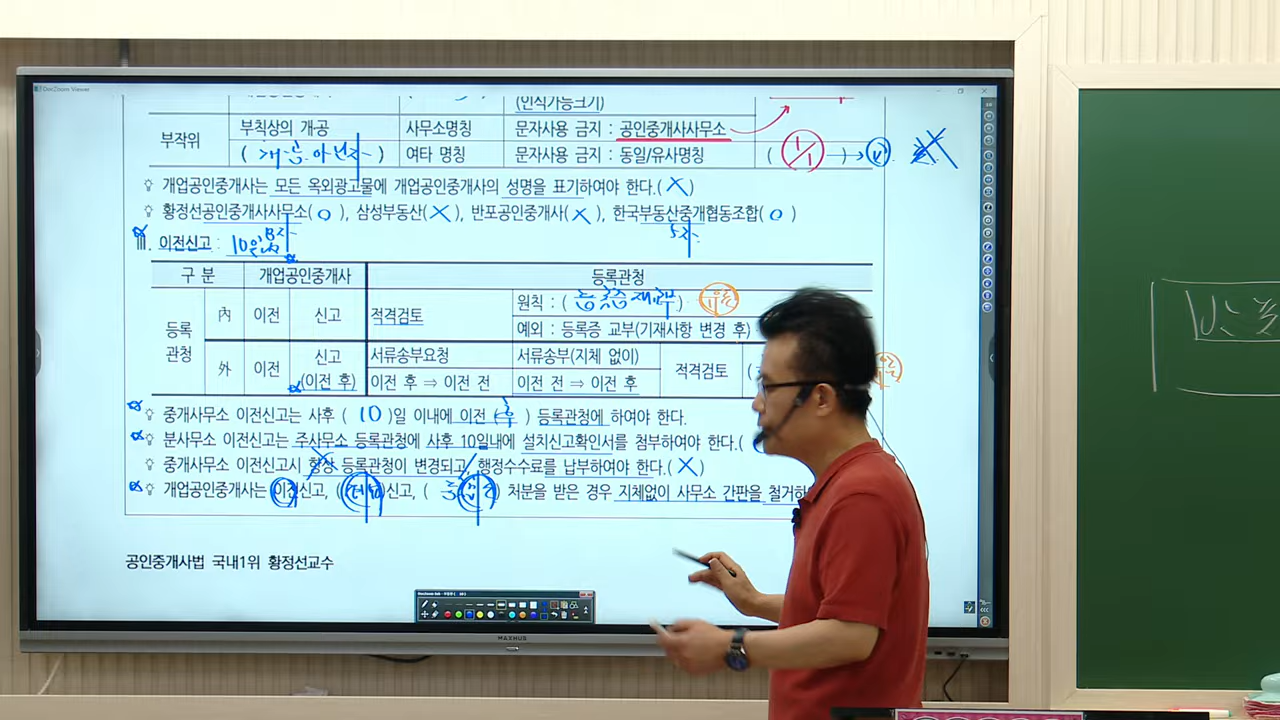 DocZoom Viewer
(인식가능크기)
부작위 부칙상의 개공 사무소명칭 문자사용 금지 : 공인중개사사무소
( 개·공 아닌자 ) 여타 명칭 문자사용 금지 : 동일/유사명칭 ( 1/1 )
개업공인중개사는 모든 옥외광고물에 개업공인중개사의 성명을 표기하여야 한다.( X )
황정선공인중개사사무소( O ), 삼성부동산( X ), 반포공인중개사( X ), 한국부동산중개협동조합( O )
Ⅲ. 이전신고 : 10일
구 분 개업공인중개사 등록관청
등록관청 內 이전 신고 적격검토 원칙 : ( 등록증 재교부 )
예외 : 등록증 교부(기재사항 변경 후)
外 이전 신고 (이전 후) 서류송부요청 서류송부(지체 없이) 적격검토
이전 후 ⇒ 이전 전 이전 전 ⇒ 이전 후
중개사무소 이전신고는 사후 ( 10 )일 이내에 이전 ( 후 ) 등록관청에 하여야 한다.
분사무소 이전신고는 주사무소 등록관청에 사후 10일내에 설치신고확인서를 첨부하여야 한다.(
중개사무소 이전신고시 항상 등록관청이 변경되고, 행정수수료를 납부하여야 한다.( X )
개업공인중개사는 이전신고, ( 폐업 )신고, ( 등 취소 ) 처분을 받은 경우 지체없이 사무소 간판을 철거하
공인중개사법 국내1위 황정선교수
MAXHUB